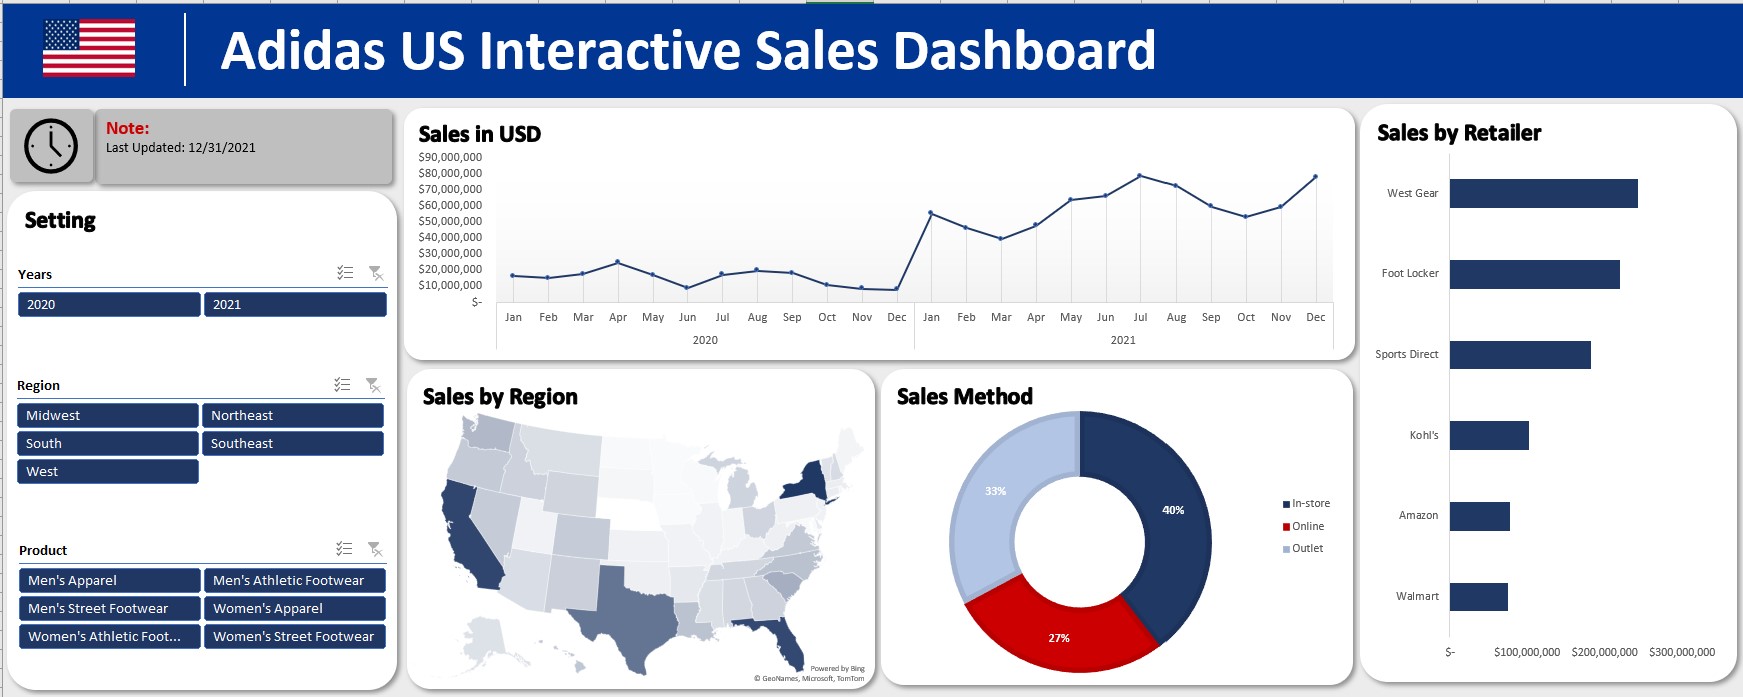 Adidas US Interactive Sales Dashboard
Note:
Last Updated: 12/31/2021
Setting
Years
2020 2021
Region
Midwest Northeast
South Southeast
West
Product
Men's Apparel Men's Athletic Footwear
Men's Street Footwear Women's Apparel
Women's Athletic Foot... Women's Street Footwear
Sales in USD
$90,000,000
$80,000,000
$70,000,000
$60,000,000
$50,000,000
$40,000,000
$30,000,000
$20,000,000
$10,000,000
$-
Jan Feb Mar Apr May Jun Jul Aug Sep Oct Nov Dec Jan Feb Mar Apr May Jun Jul Aug Sep Oct Nov Dec
2020 2021
Sales by Region
Powered by Bing
© GeoNames, Microsoft, TomTom
Sales Method
33%
40%
27%
In-store
Online
Outlet
Sales by Retailer
West Gear
Foot Locker
Sports Direct
Kohl's
Amazon
Walmart
$- $100,000,000 $200,000,000 $300,000,000